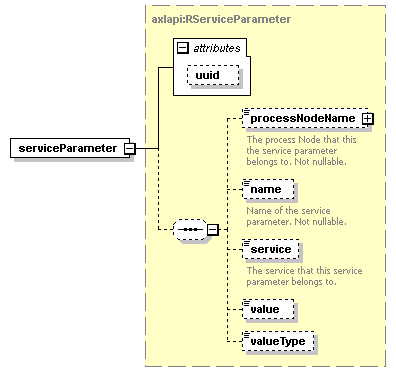 axlapi:RServiceParameter
attributes
uuid
serviceParameter
processNodeName
The process Node that this
the service parameter
belongs to. Not nullable.
name
Name of the service
parameter. Not nullable.
service
The service that this service
parameter belongs to.
value
valueType